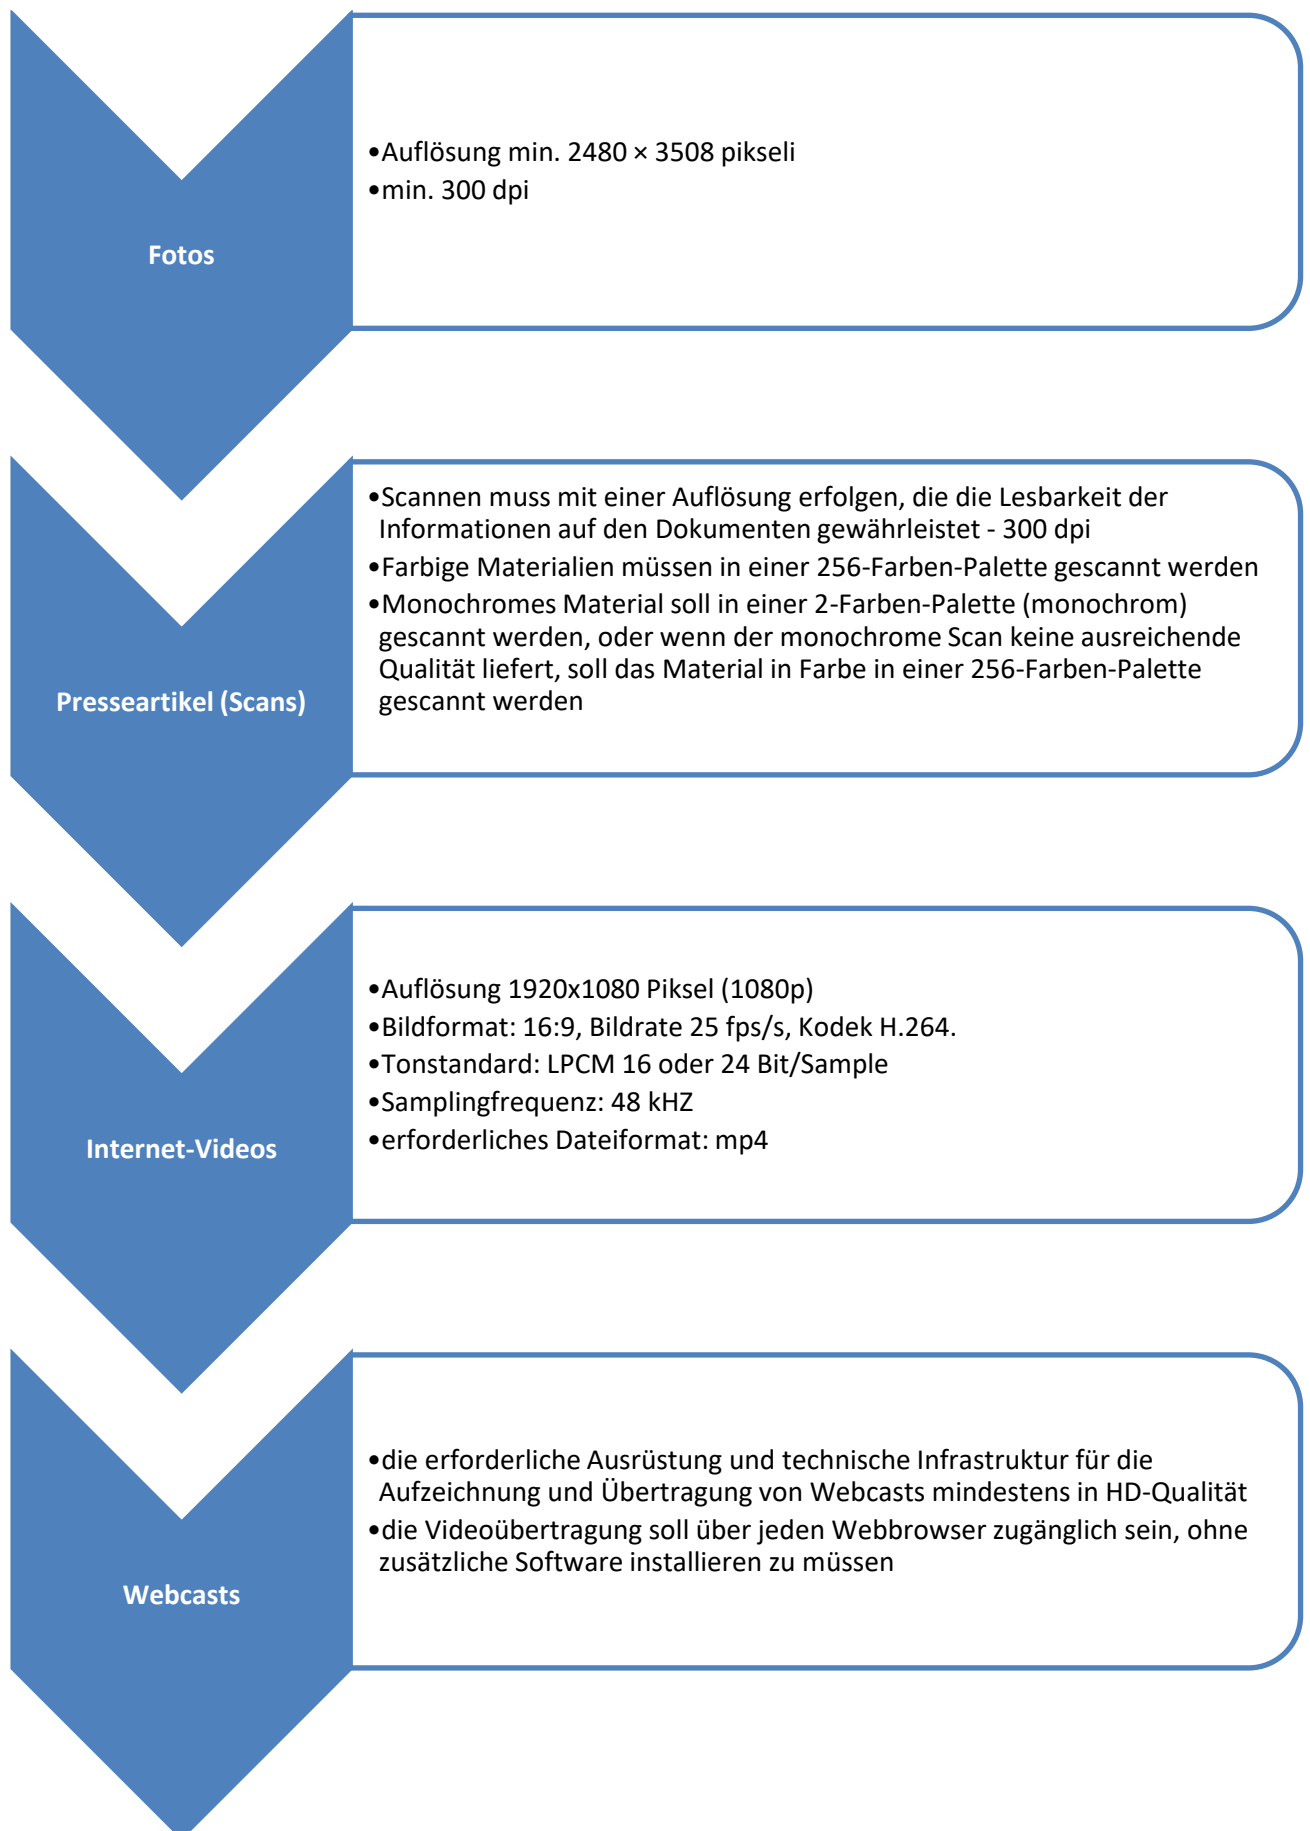 Fotos
•Auflösung min. 2480 × 3508 pikseli
•min. 300 dpi
Presseartikel (Scans)
•Scannen muss mit einer Auflösung erfolgen, die die Lesbarkeit der
Informationen auf den Dokumenten gewährleistet - 300 dpi
•Farbige Materialien müssen in einer 256-Farben-Palette gescannt werden
•Monochromes Material soll in einer 2-Farben-Palette (monochrom)
gescannt werden, oder wenn der monochrome Scan keine ausreichende
Qualität liefert, soll das Material in Farbe in einer 256-Farben-Palette
gescannt werden
Internet-Videos
•Auflösung 1920x1080 Piksel (1080p)
•Bildformat: 16:9, Bildrate 25 fps/s, Kodek H.264.
•Tonstandard: LPCM 16 oder 24 Bit/Sample
•Samplingfrequenz: 48 kHZ
•erforderliches Dateiformat: mp4
Webcasts
•die erforderliche Ausrüstung und technische Infrastruktur für die
Aufzeichnung und Übertragung von Webcasts mindestens in HD-Qualität
•die Videoübertragung soll über jeden Webbrowser zugänglich sein, ohne
zusätzliche Software installieren zu müssen